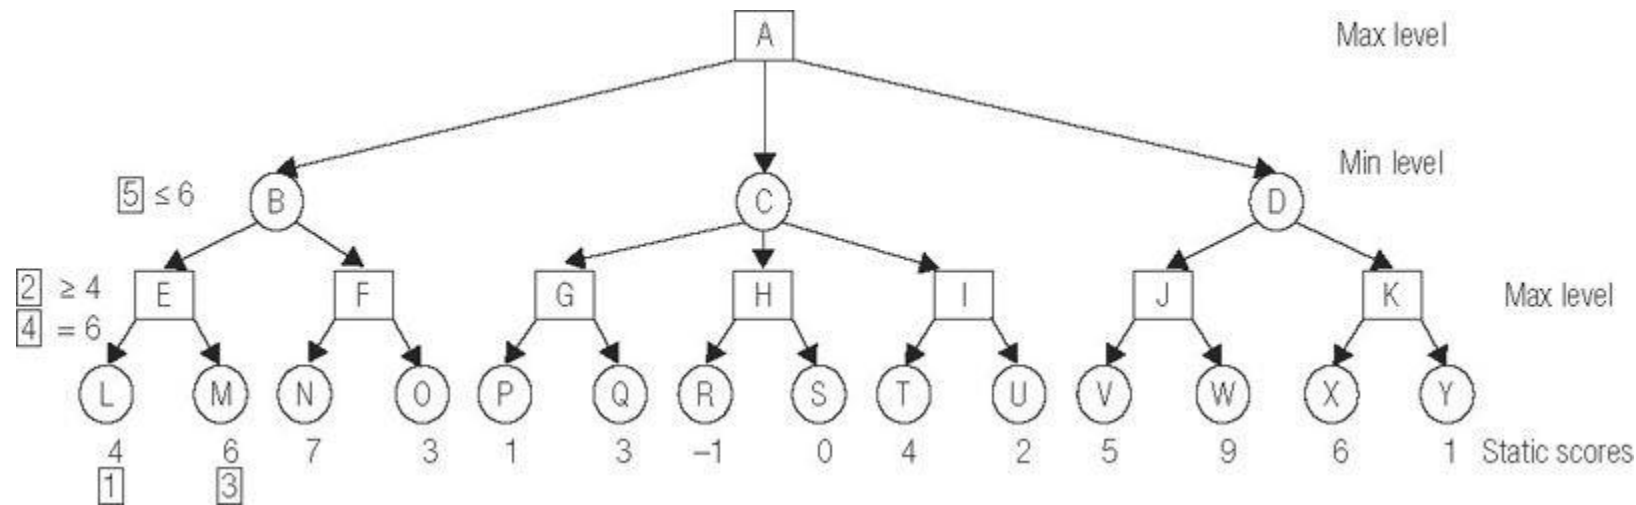 A Max level
Min level
5 ≤ 6 B C D
2 ≥ 4 E F G H I J K Max level
4 = 6
L M N O P Q R S T U V W X Y
4 6 7 3 1 3 –1 0 4 2 5 9 6 1 Static scores
1 3